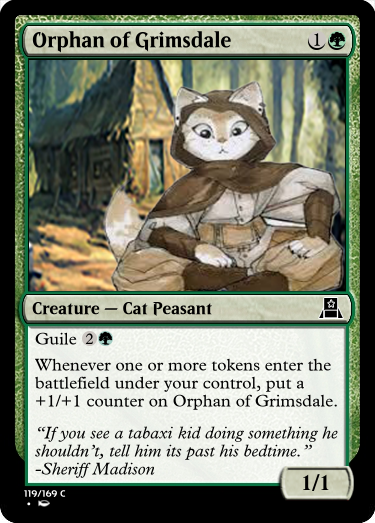 Orphan of Grimsdale 1
Creature — Cat Peasant
Guile 2
Whenever one or more tokens enter the
battlefield under your control, put a
+1/+1 counter on Orphan of Grimsdale.
“If you see a tabaxi kid doing something he
shouldn’t, tell him its past his bedtime.”
-Sheriff Madison
1/1
119/169 C